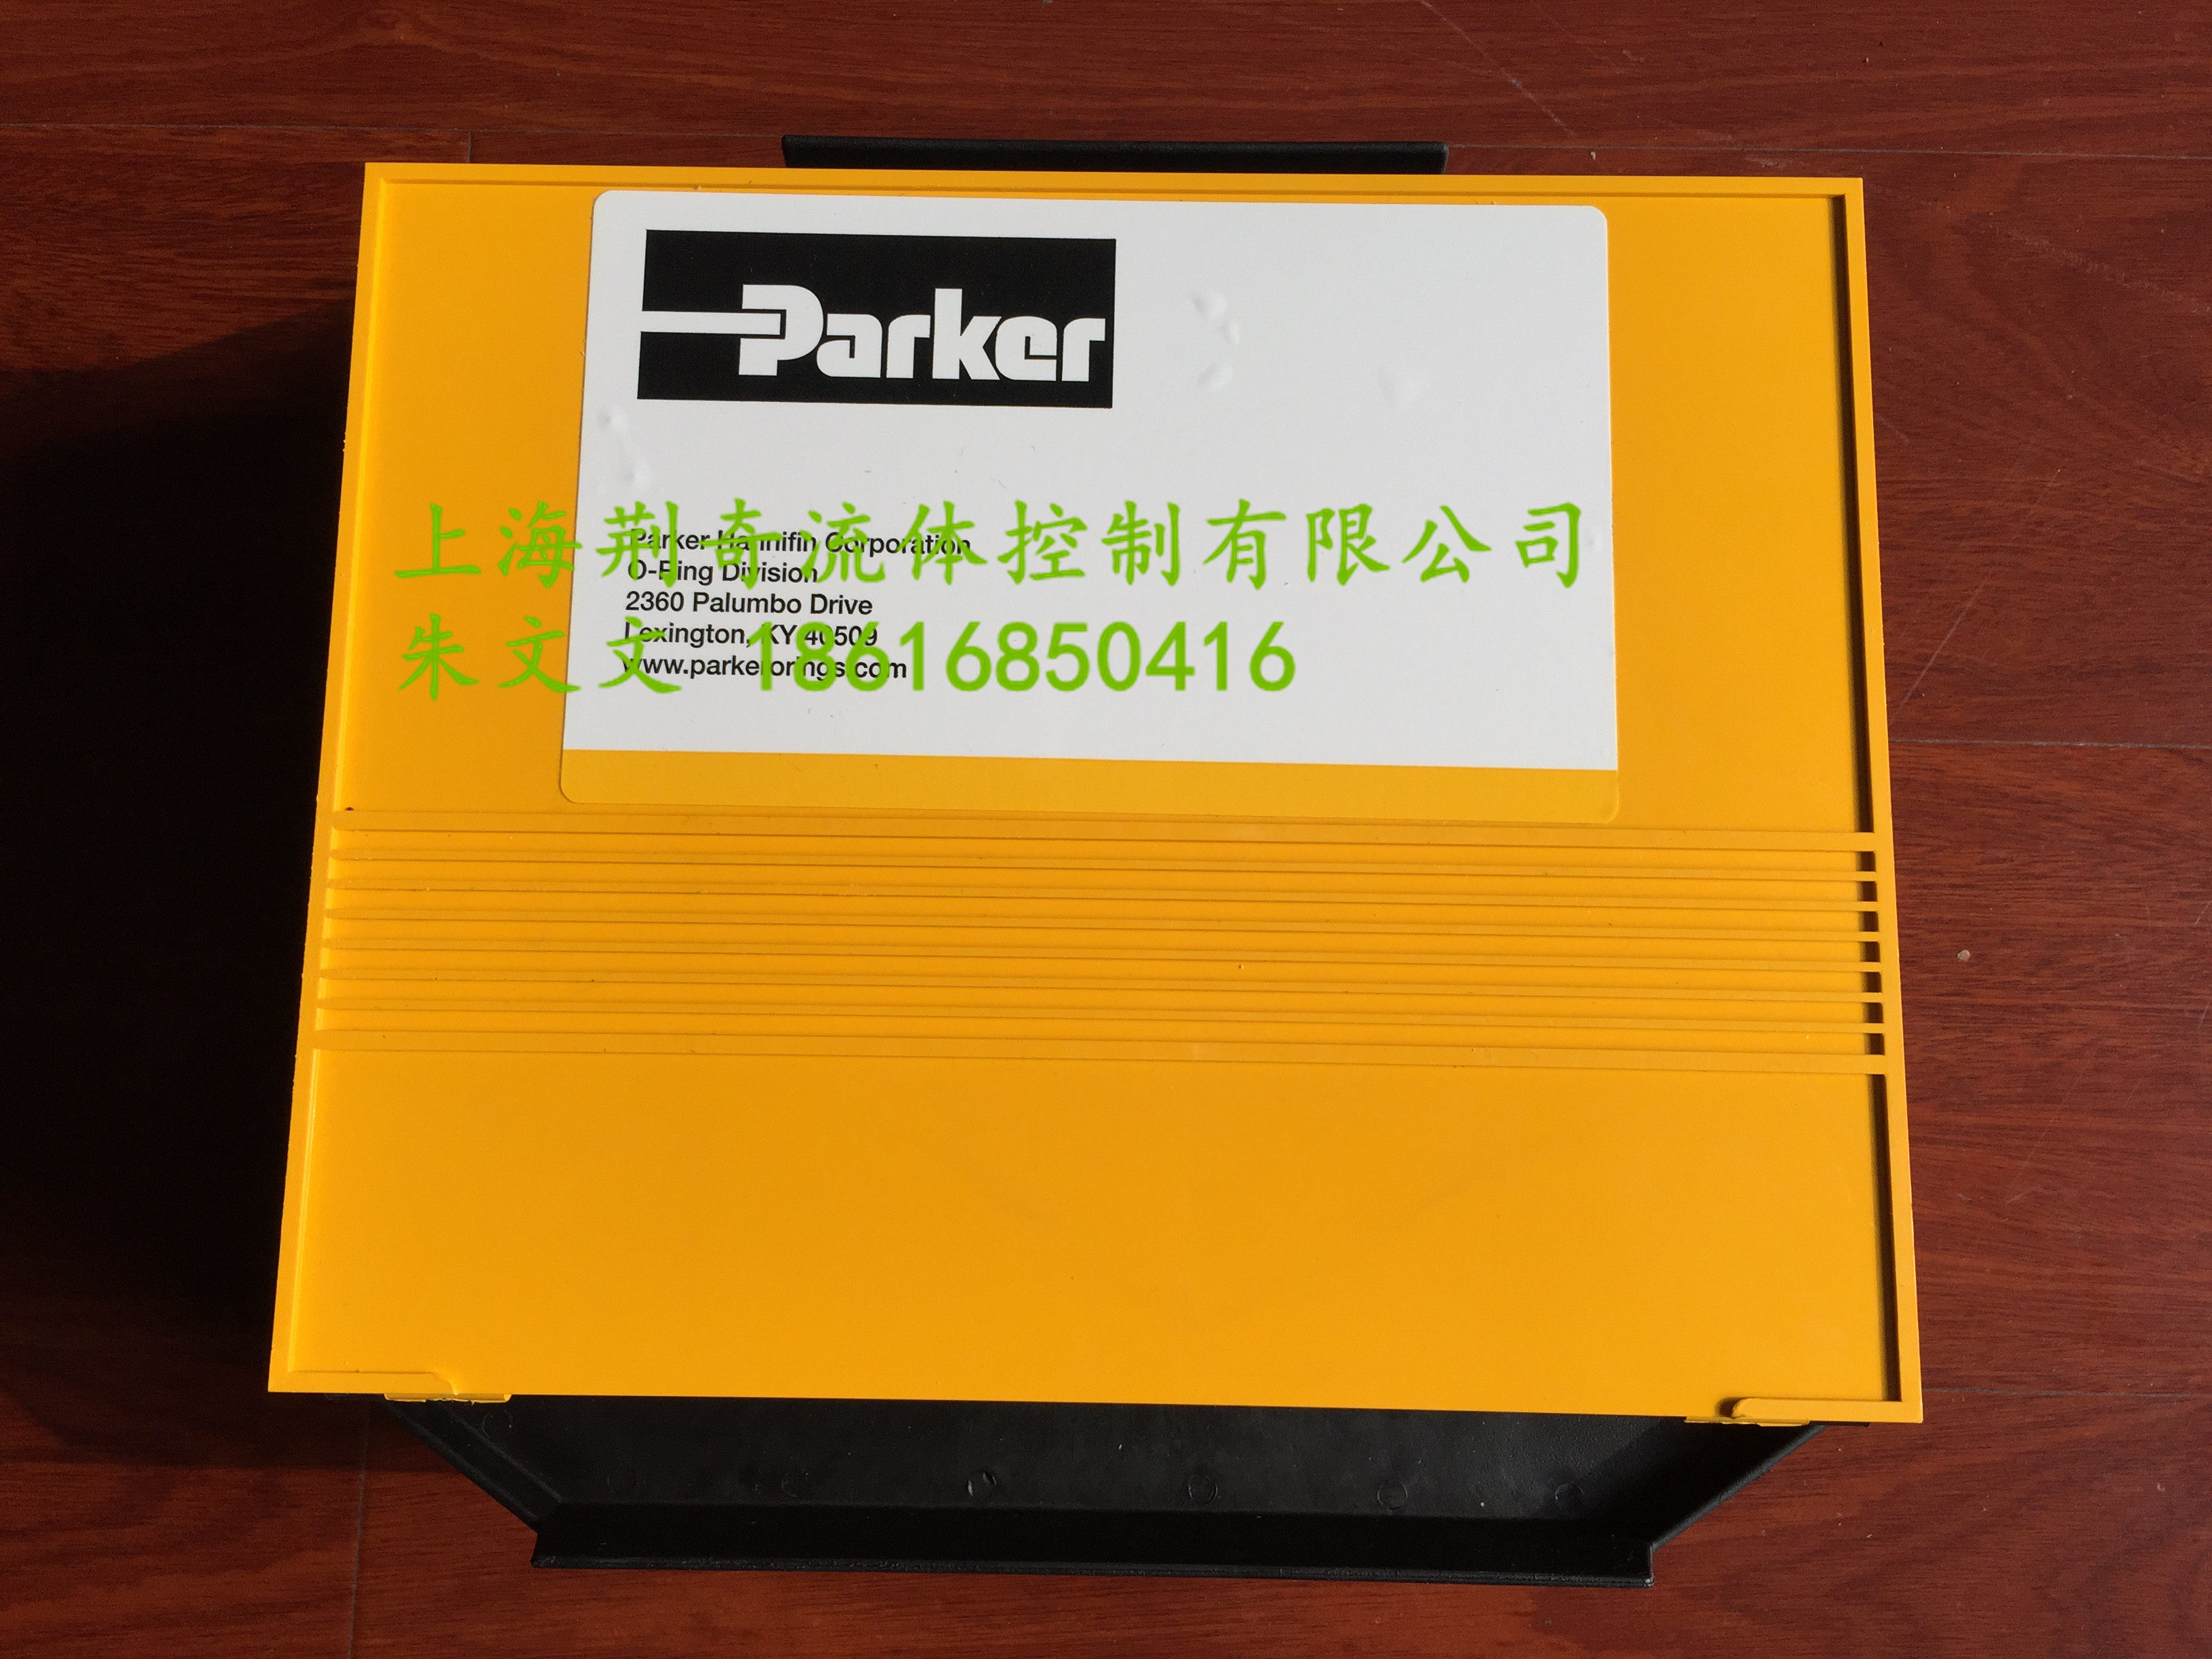 Parker
上海荆奇流体控制有限公司
Parker Hannifin Corporation
O-Ring Division
2360 Palumbo Drive
朱文文 18616850416
Lexington, KY 40509
www.parkerorings.com